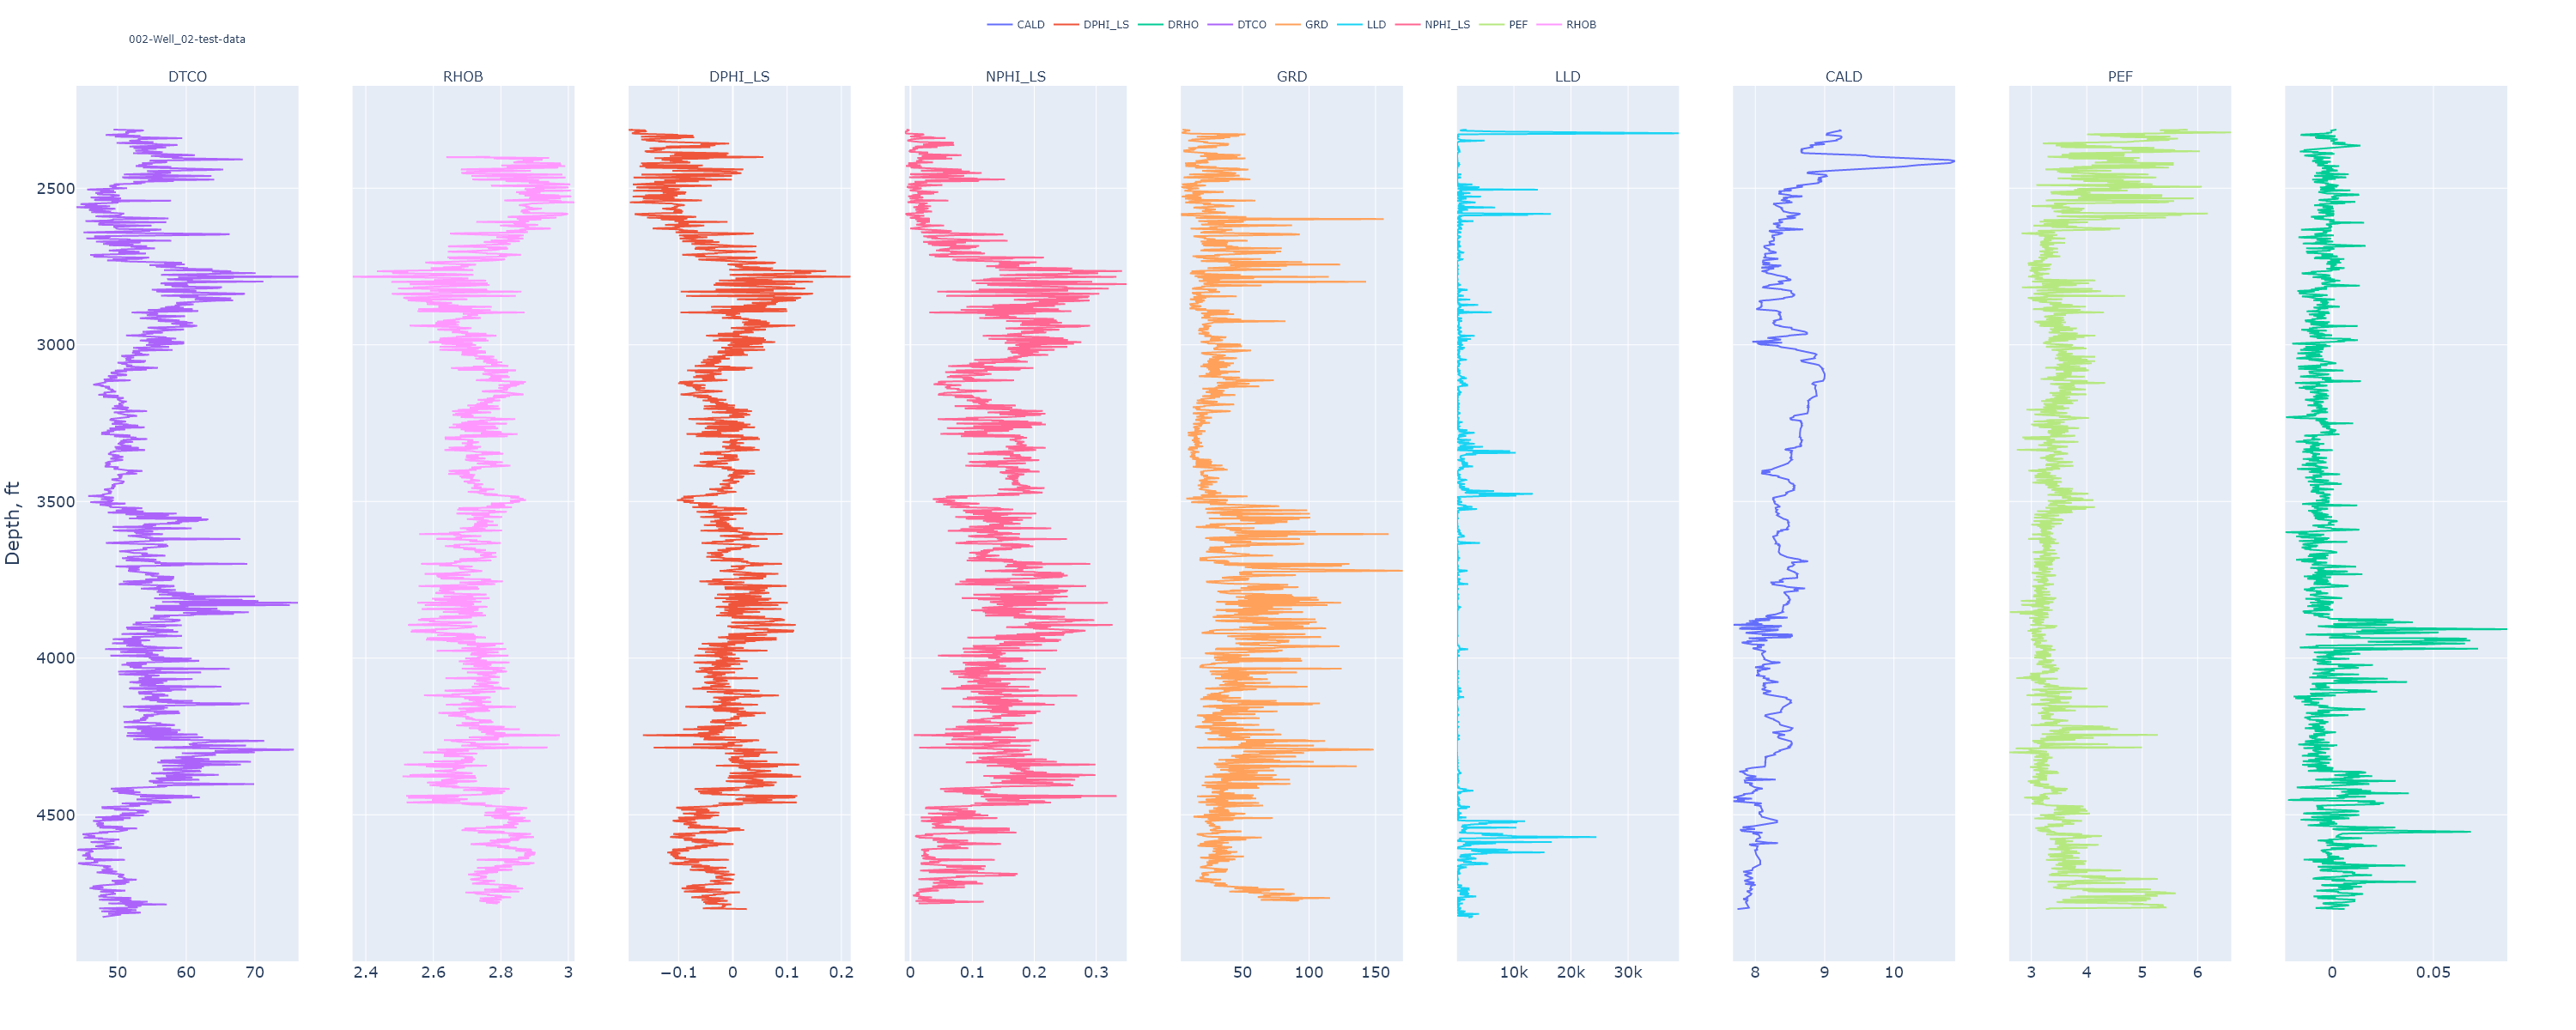 CALD DPHI_LS DRHO DTCO GRD LLD NPHI_LS PEF RHOB
002-Well_02-test-data
DTCO RHOB DPHI_LS NPHI_LS GRD LLD CALD PEF
Depth, ft
2500
3000
3500
4000
4500
50 60 70 2.4 2.6 2.8 3 −0.1 0 0.1 0.2 0 0.1 0.2 0.3 50 100 150 10k 20k 30k 8 9 10 3 4 5 6 0 0.05